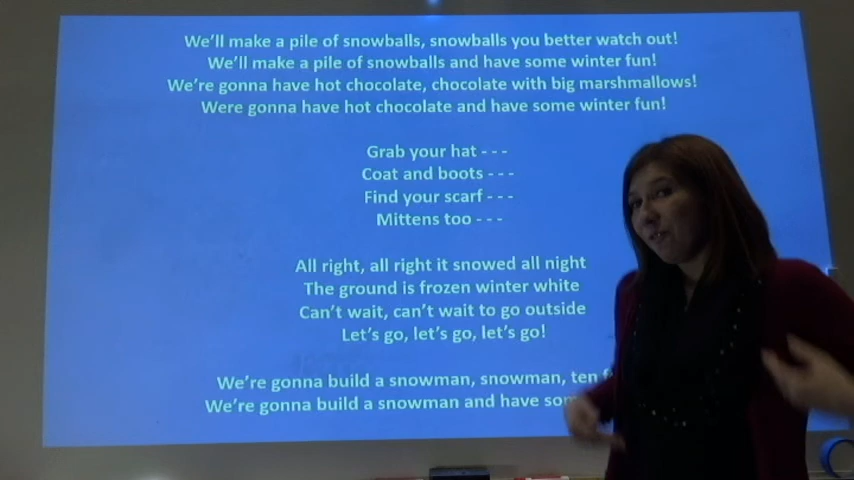 We'll make a pile of snowballs, snowballs you better watch out!
We'll make a pile of snowballs and have some winter fun!
We're gonna have hot chocolate, chocolate with big marshmallows!
Were gonna have hot chocolate and have some winter fun!
Grab your hat - - -
Coat and boots - - -
Find your scarf - - -
Mittens too - - -
All right, all right it snowed all night
The ground is frozen winter white
Can't wait, can't wait to go outside
Let's go, let's go, let's go!
We're gonna build a snowman, snowman, ten
We're gonna build a snowman and have